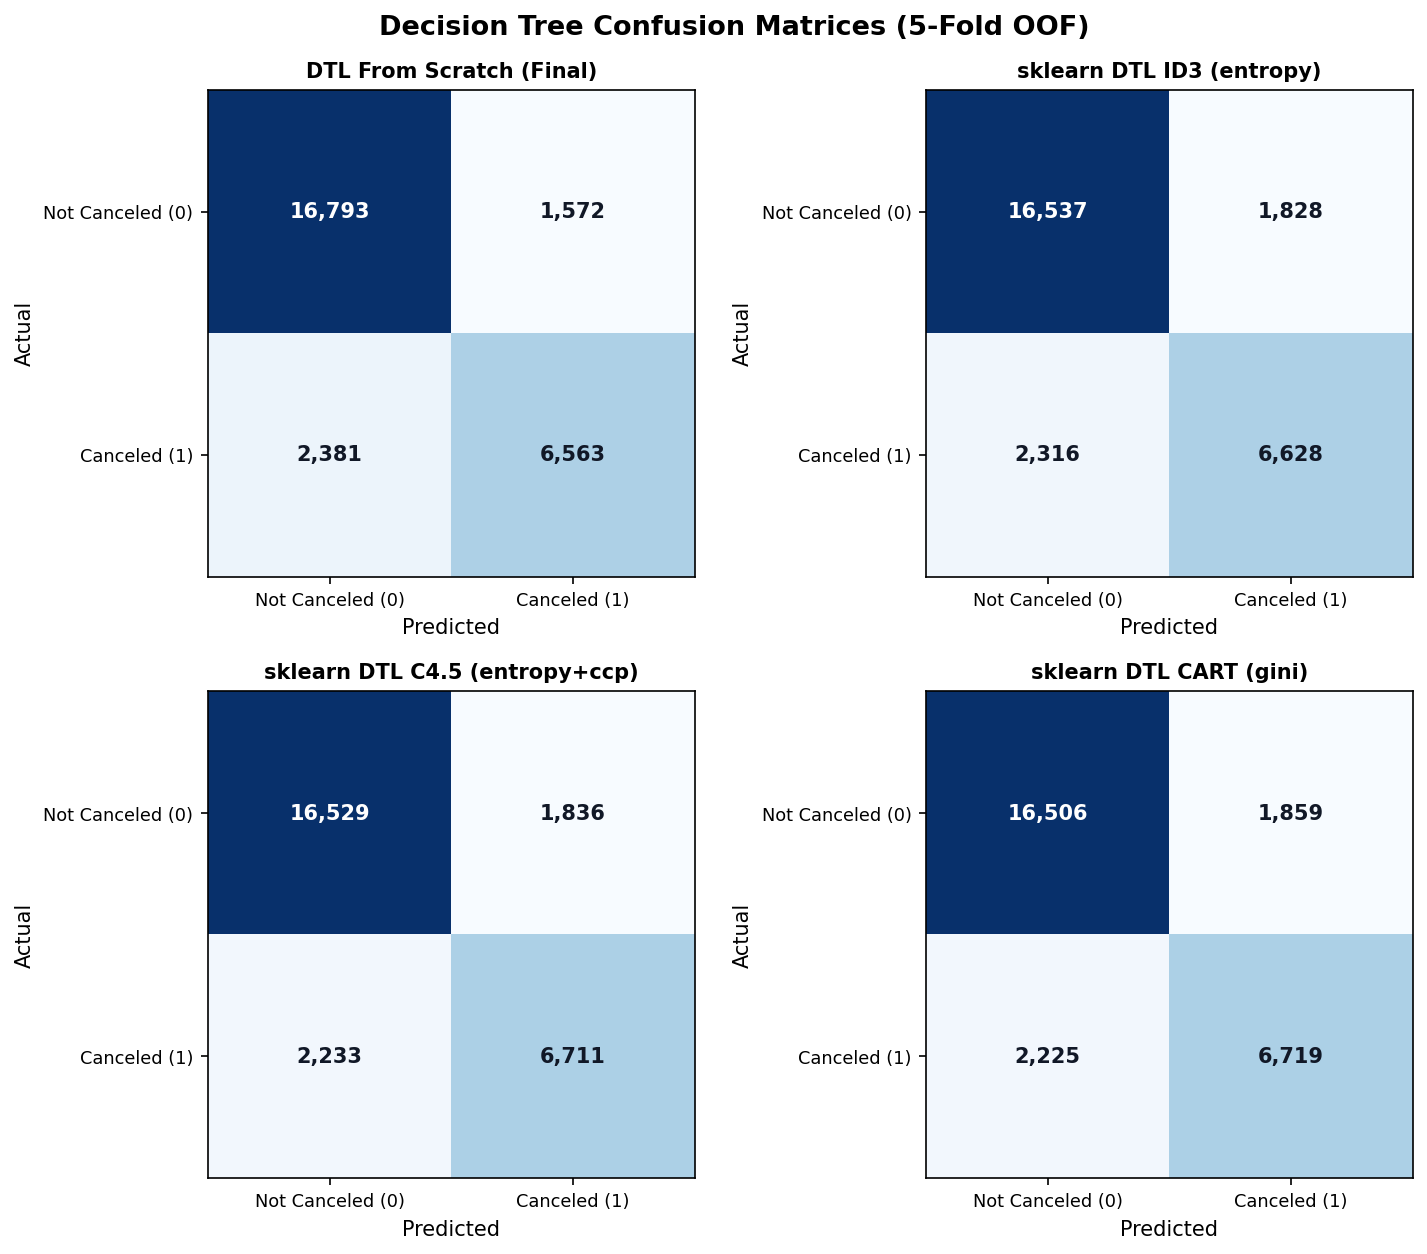 Decision Tree Confusion Matrices (5-Fold OOF)
DTL From Scratch (Final)
Not Canceled (0)
16,793
1,572
Actual
Canceled (1)
2,381
6,563
Not Canceled (0)
Canceled (1)
Predicted
sklearn DTL ID3 (entropy)
Not Canceled (0)
16,537
1,828
Actual
Canceled (1)
2,316
6,628
Not Canceled (0)
Canceled (1)
Predicted
sklearn DTL C4.5 (entropy+ccp)
Not Canceled (0)
16,529
1,836
Actual
Canceled (1)
2,233
6,711
Not Canceled (0)
Canceled (1)
Predicted
sklearn DTL CART (gini)
Not Canceled (0)
16,506
1,859
Actual
Canceled (1)
2,225
6,719
Not Canceled (0)
Canceled (1)
Predicted